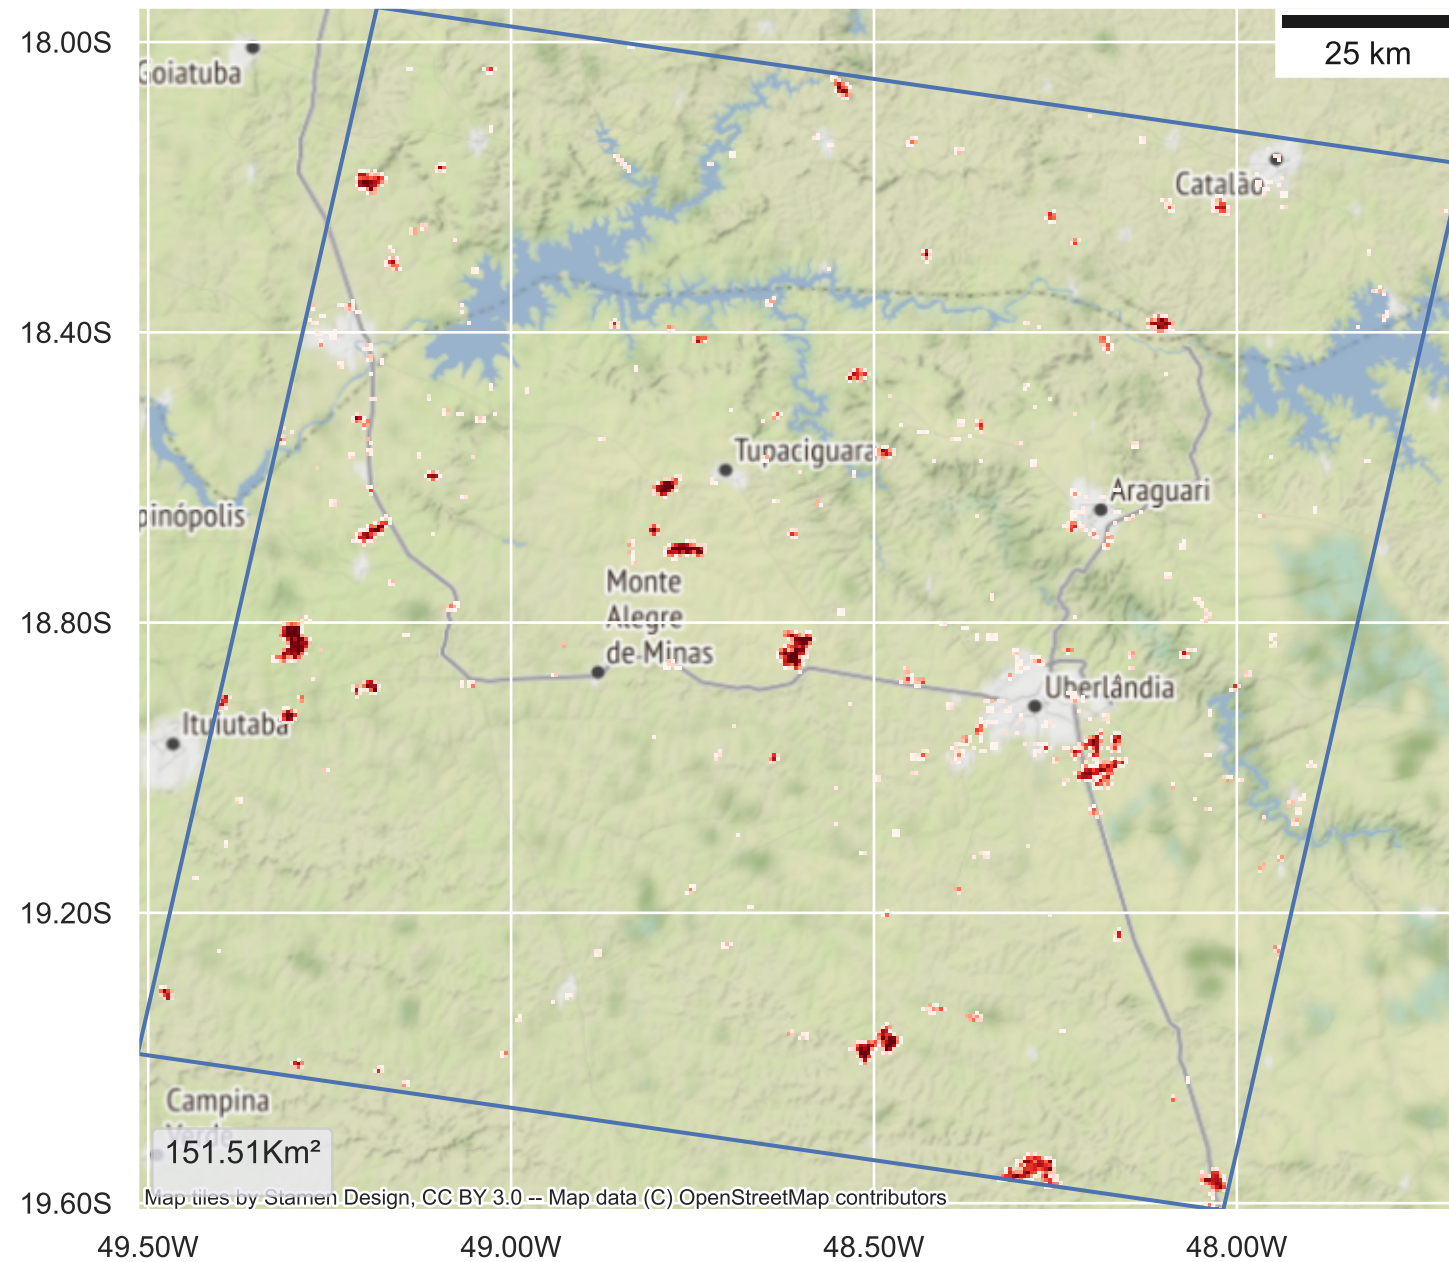 18.00S
Goiatuba
25 km
Catalão
18.40S
Tupaciguara
Araguari
pinópolis
Monte
Alegre
de-Minas
18.80S
Uberlândia
Ituiutaba
19.20S
Campina
Verde
151.51Km²
Map tiles by Stamen Design, CC BY 3.0 -- Map data (C) OpenStreetMap contributors
19.60S
49.50W
49.00W
48.50W
48.00W